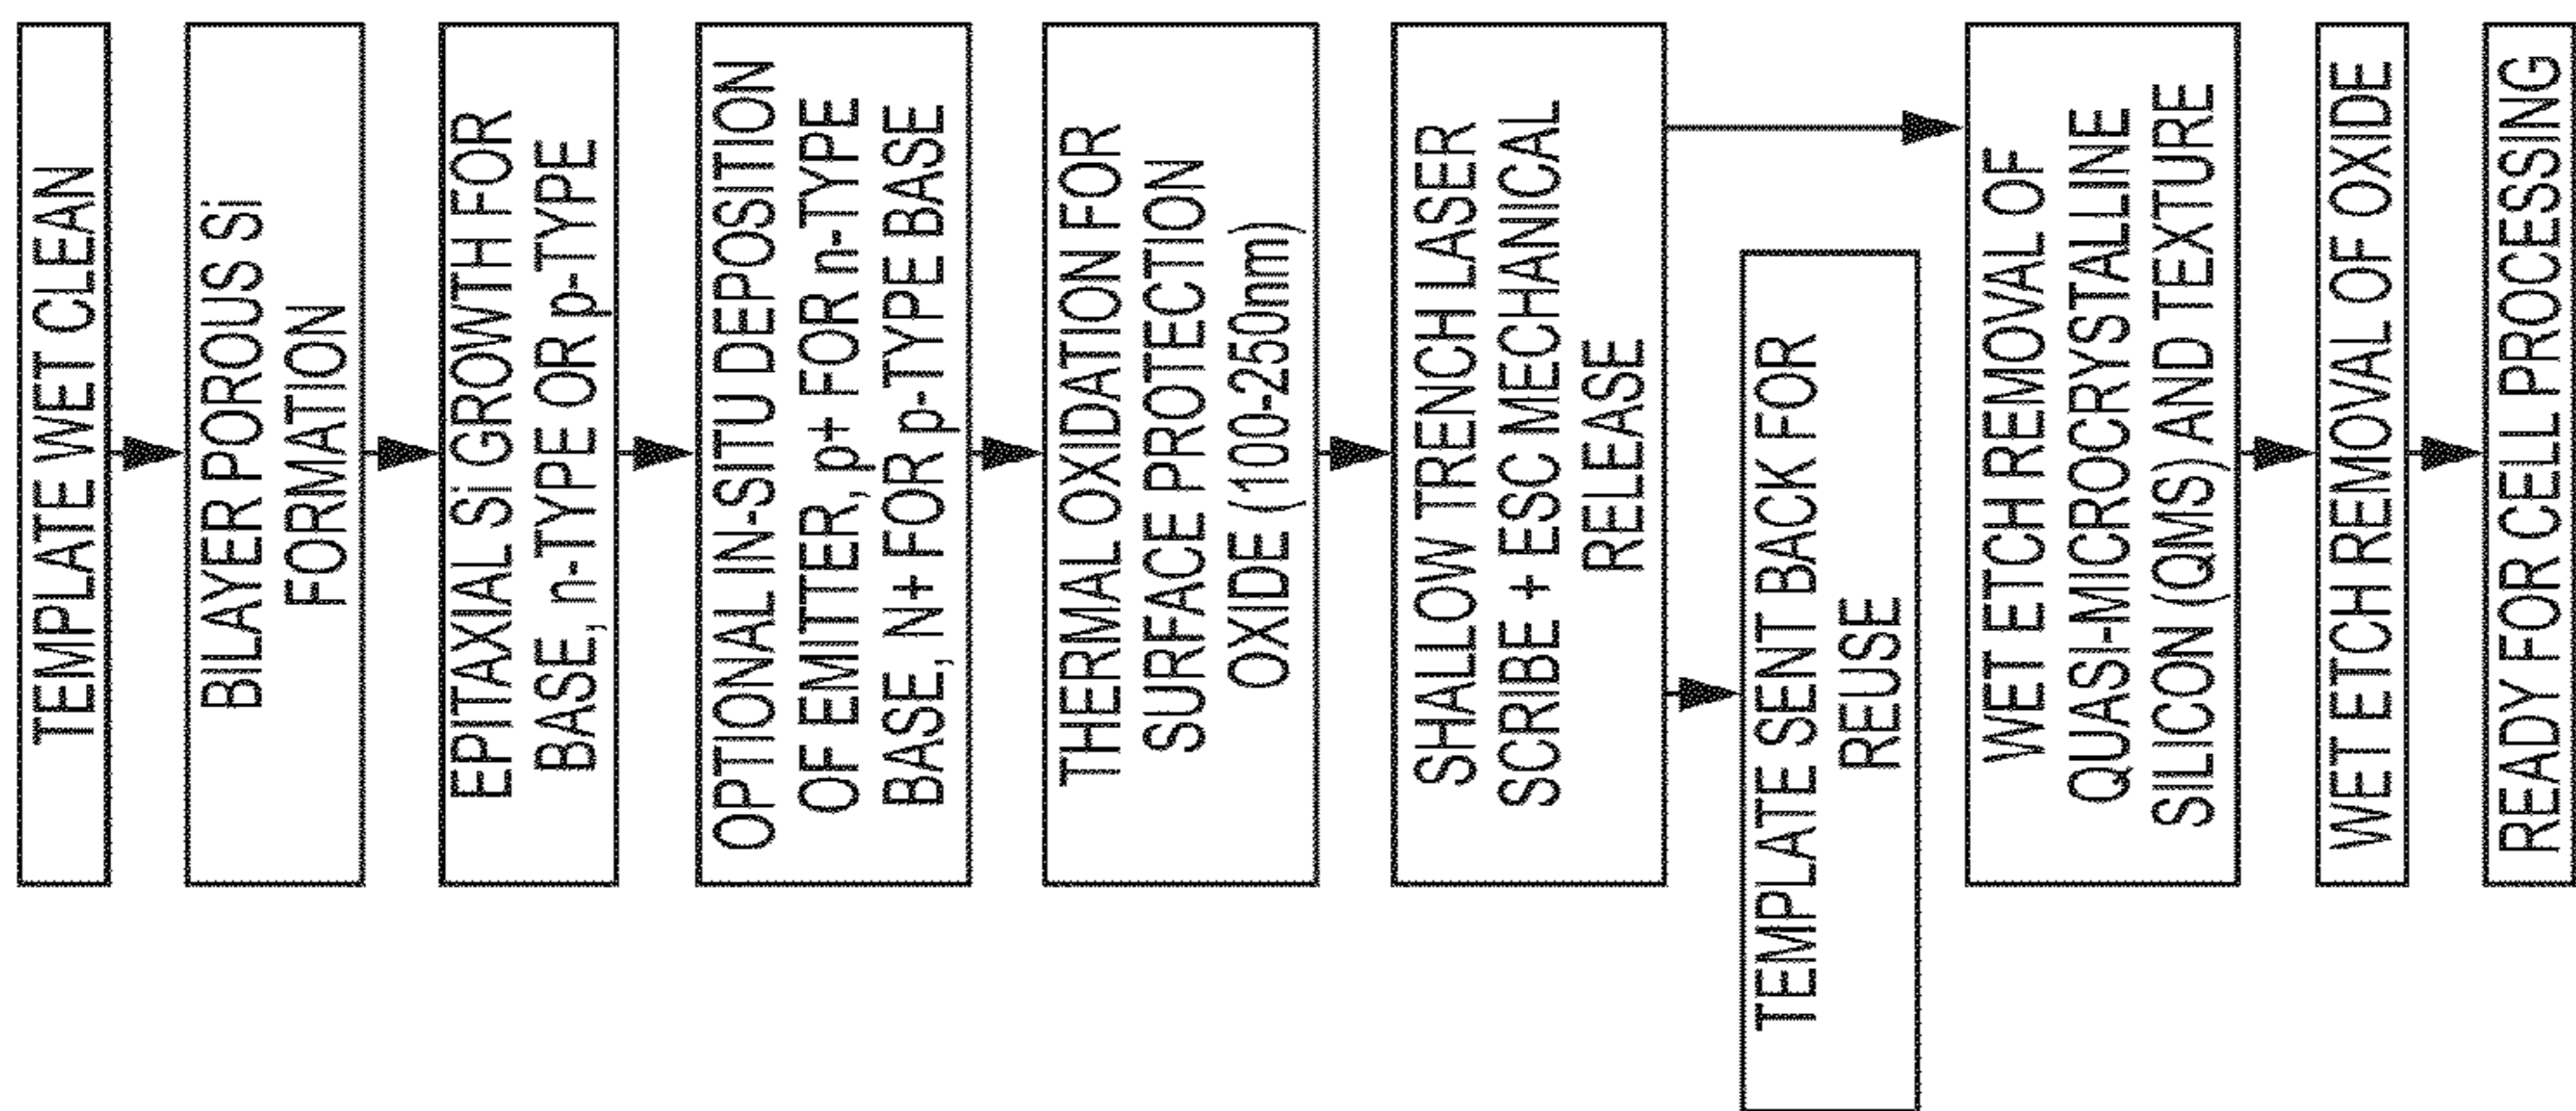 TEMPLATE WET CLEAN
BILAYER POROUS Si
FORMATION
EPITAXIAL Si GROWTH FOR
BASE, n-TYPE OR p-TYPE
OPTIONAL IN-SITU DEPOSITION
OF EMITTER, p+ FOR n-TYPE
BASE, N+ FOR p-TYPE BASE
THERMAL OXIDATION FOR
SURFACE PROTECTION
OXIDE (100-250nm)
SHALLOW TRENCH LASER
SCRIBE + ESC MECHANICAL
RELEASE
TEMPLATE SENT BACK FOR
REUSE
WET ETCH REMOVAL OF
QUASI-MICROCRYSTALLINE
SILICON (QMS) AND TEXTURE
WET ETCH REMOVAL OF OXIDE
READY FOR CELL PROCESSING